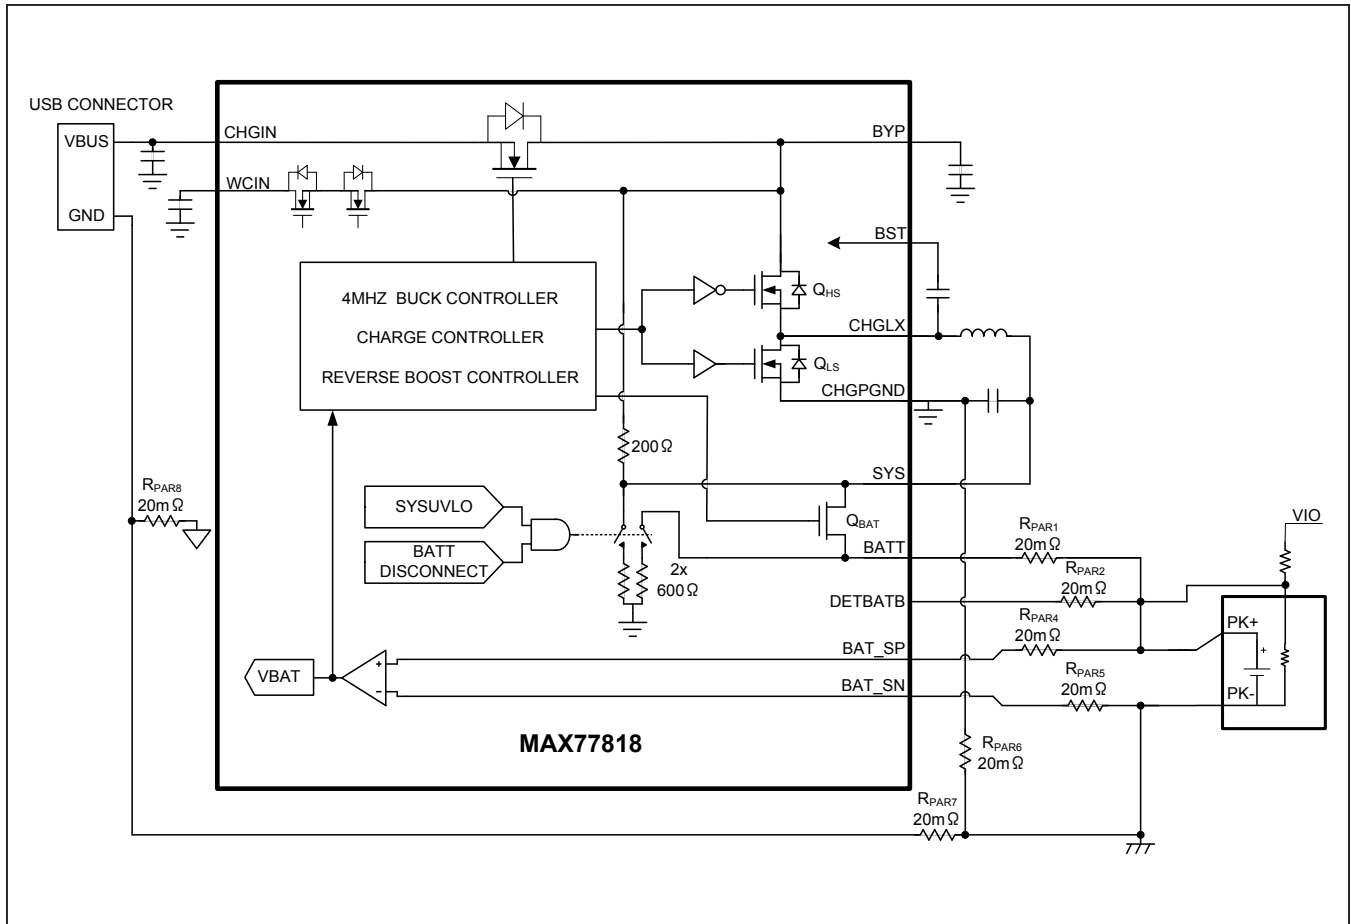 USB CONNECTOR
VBUS
GND
CHGIN
BYP
WCIN
BST
4MHZ BUCK CONTROLLER
CHARGE CONTROLLER
REVERSE BOOST CONTROLLER
QHS
CHGLX
QLS
CHGPGND
200Ω
SYS
RPAR8
20mΩ
SYSUVLO
BATT
DISCONNECT
QBAT
BATT
2x
600Ω
RPAR1
20mΩ
VIO
RPAR2
20mΩ
DETBATB
RPAR4
20mΩ
PK+
+
BAT_SP
+
VBAT
−
BAT_SN
RPAR5
20mΩ
PK-
MAX77818
RPAR6
20mΩ
RPAR7
20mΩ